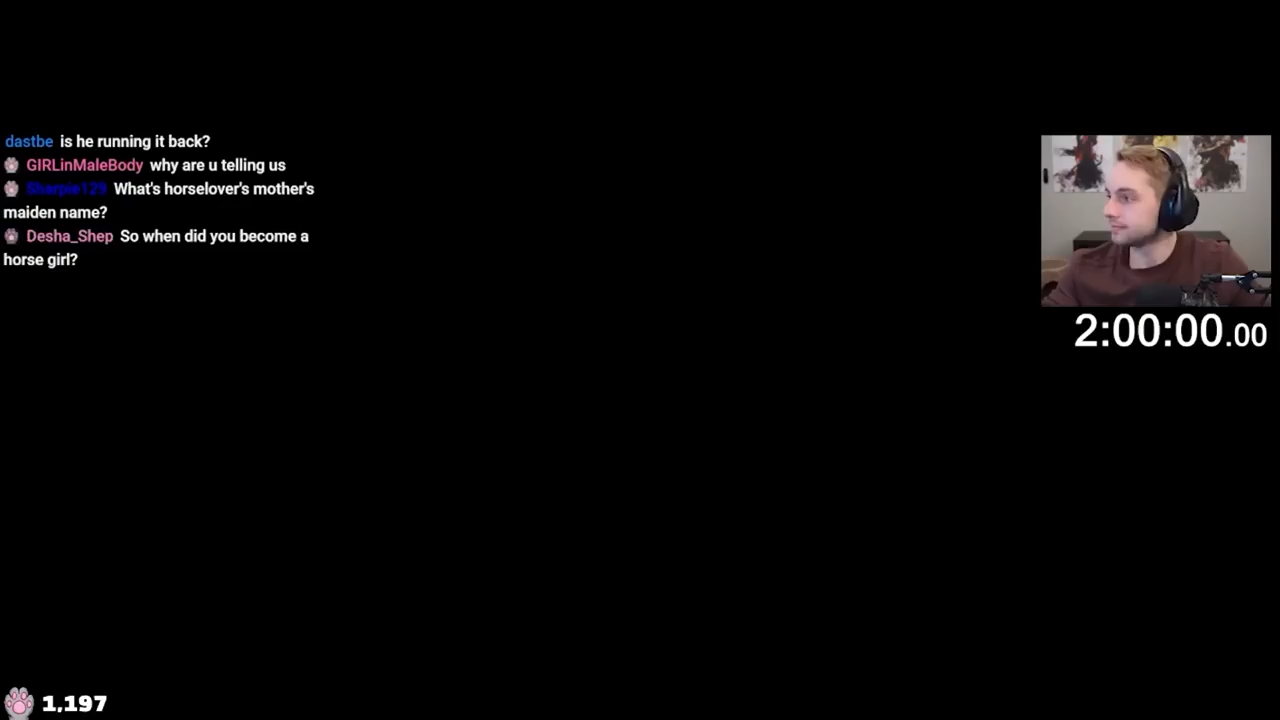 dastbe is he running it back?
GIRLinMaleBody why are u telling us
Sharpie129 What's horselover's mother's
maiden name?
Desha_Shep So when did you become a
horse girl?
2:00:00.00
1,197